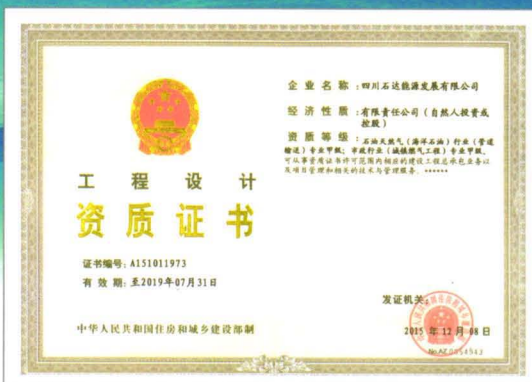 工程设计
资质证书
证书编号:A151011973
有 效 期:至2019年07月31日
中华人民共和国住房和城乡建设部制
企 业 名 称 :四川石达能源发展有限公司
经 济 性 质 :有限责任公司(自然人投资或
控股)
资 质 等 级 :石油天然气(海洋石油)行业(管道
输送)专业甲级;市政行业(城镇燃气工程)专业甲级。
可从事资质证书许可范围内相应的建设工程总承包业务以
及项目管理和相关的技术与管理服务。******
发证机关:
2015 年 12 月 08 日